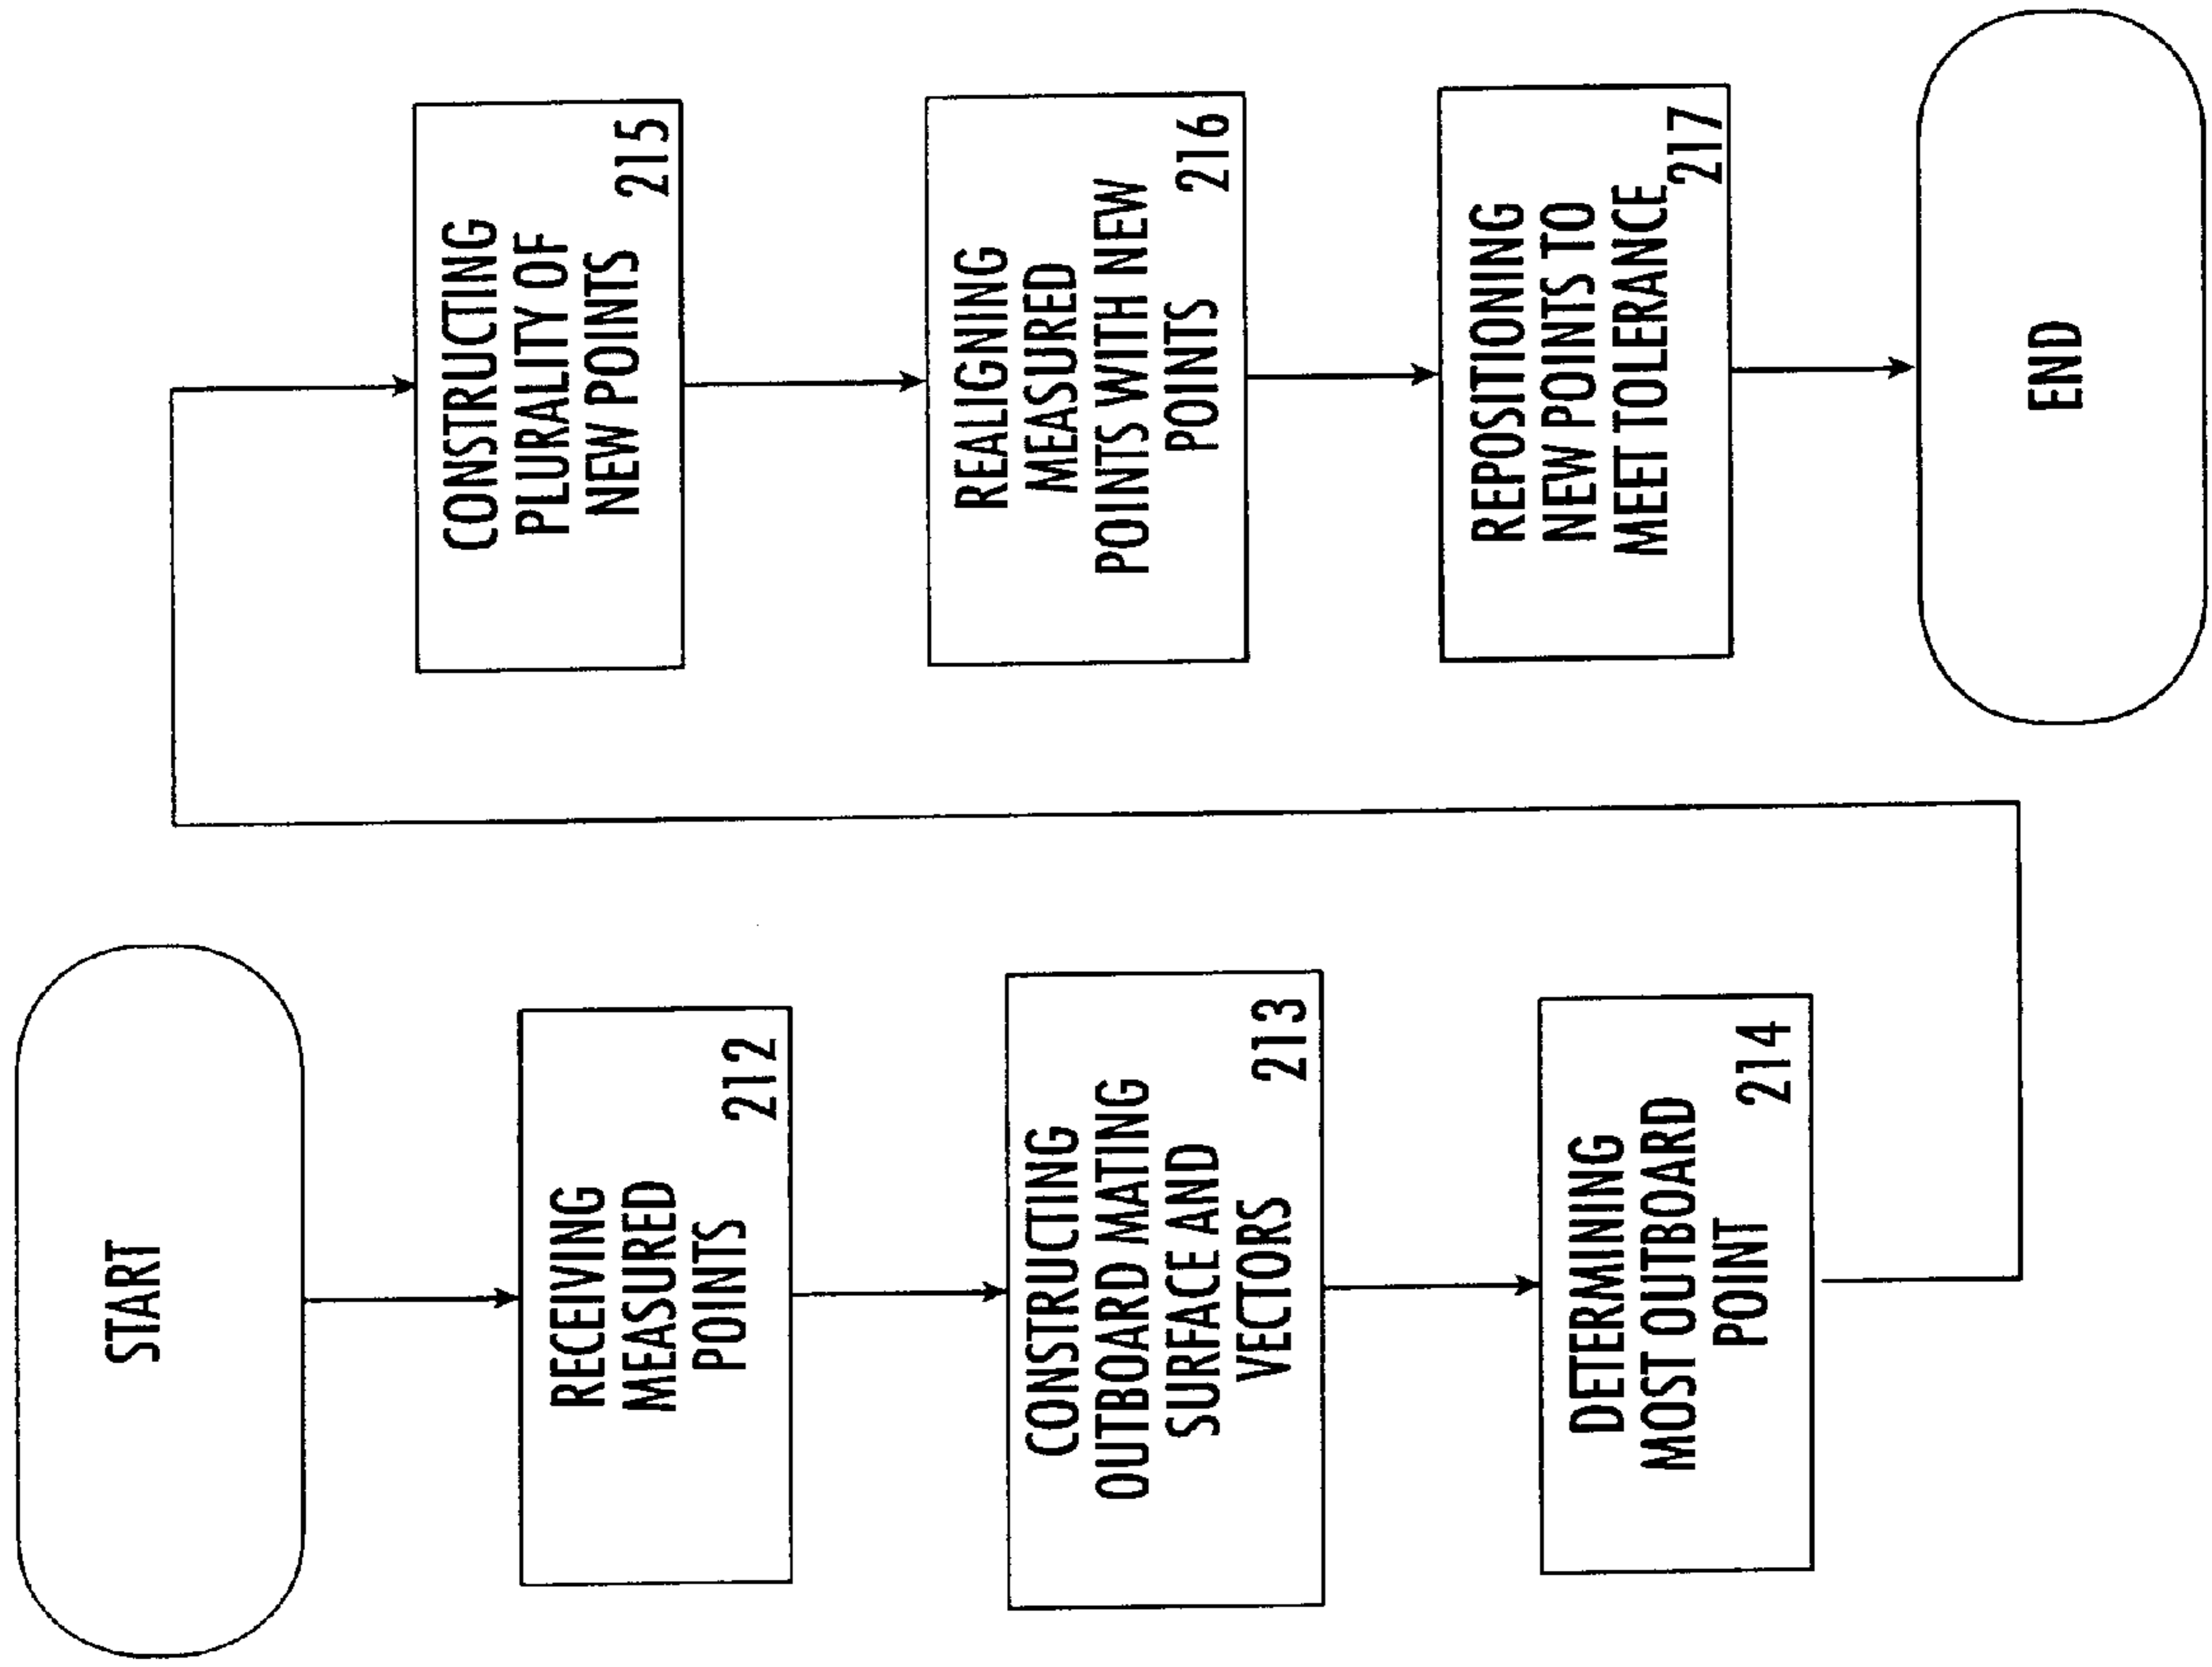 START
RECEIVING
MEASURED
POINTS
212
CONSTRUCTING
OUTBOARD MATING
SURFACE AND
VECTORS
213
DETERMINING
MOST OUTBOARD
POINT
214
CONSTRUCTING
PLURALITY OF
NEW POINTS
215
REALIGNING
MEASURED
POINTS WITH NEW
POINTS
216
REPOSITIONING
NEW POINTS TO
MEET TOLERANCE
217
END